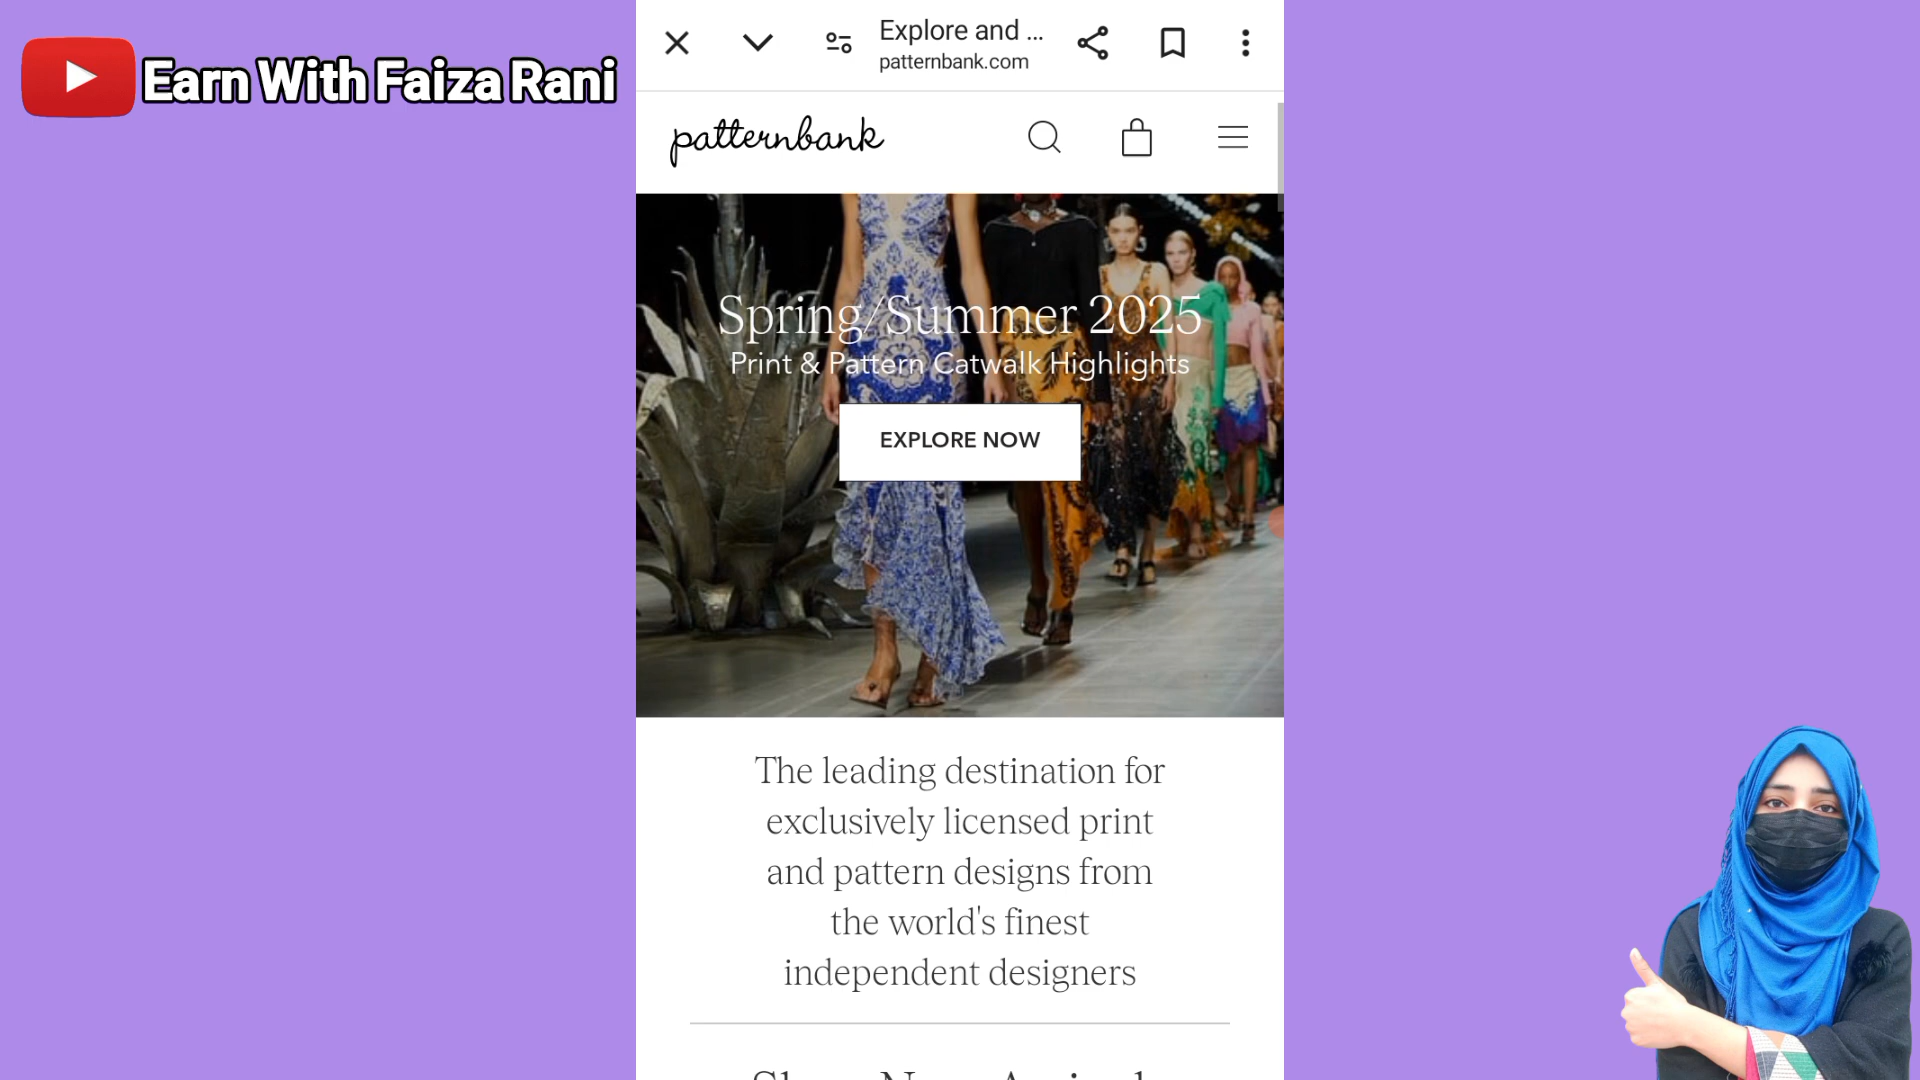 Earn With Faiza Rani
Explore and ...
patternbank.com
patternbank
Spring/Summer 2025
Print & Pattern Catwalk Highlights
EXPLORE NOW
The leading destination for
exclusively licensed print
and pattern designs from
the world's finest
independent designers